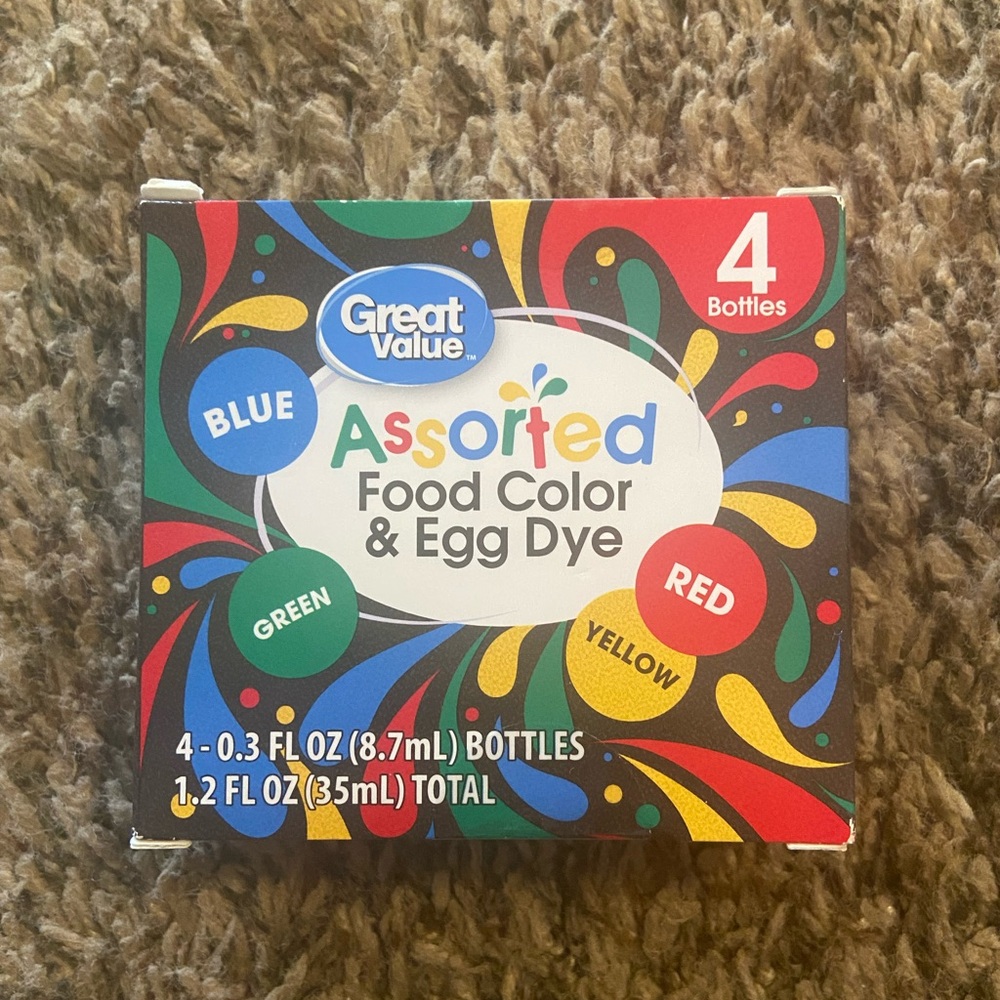 4
Bottles
Great
Value™
BLUE
Assorted
Food Color
& Egg Dye
GREEN
RED
YELLOW
4 - 0.3 FL OZ (8.7mL) BOTTLES
1.2 FL OZ (35mL) TOTAL